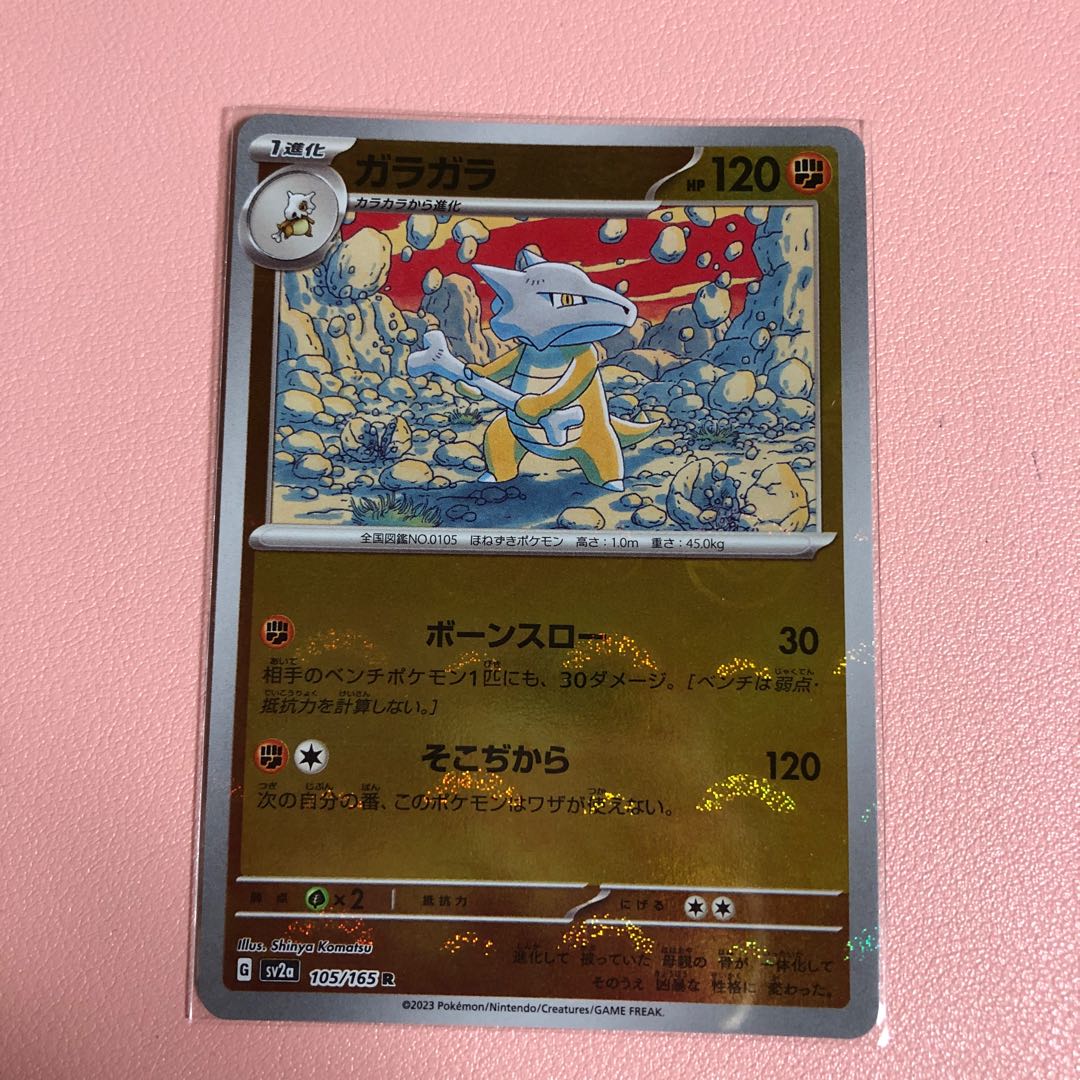 1進化
ガラガラ
HP 120
カラカラから進化
全国図鑑NO.0105 ほねずきポケモン 高さ:1.0m 重さ:45.0kg
ボーンスロー 30
相手のベンチポケモン1匹にも、30ダメージ。[ベンチは弱点・
抵抗力を計算しない。]
そこぢから 120
次の自分の番、このポケモンはワザが使えない。
弱点 ×2 抵抗力 にげる
Illus. Shinya Komatsu
進化して 被っていた 母親の 骨が 一体化して
そのうえ 凶暴な 性格に 変わった。
G sv2a 105/165 R
©2023 Pokémon/Nintendo/Creatures/GAME FREAK.